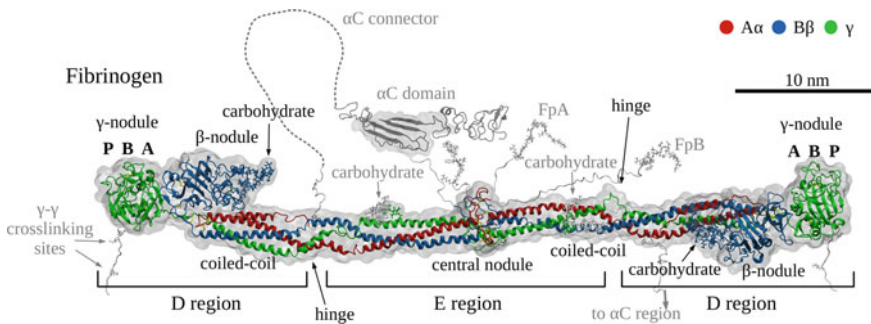 αC connector
Aα Bβ γ
Fibrinogen
10 nm
αC domain
FpA
hinge
γ-nodule
carbohydrate
β-nodule
P B A
carbohydrate
carbohydrate
FpB
γ-nodule
A B P
γ-γ
crosslinking
sites
coiled-coil
central nodule
coiled-coil
carbohydrate
β-nodule
D region
E region
D region
hinge
to αC region